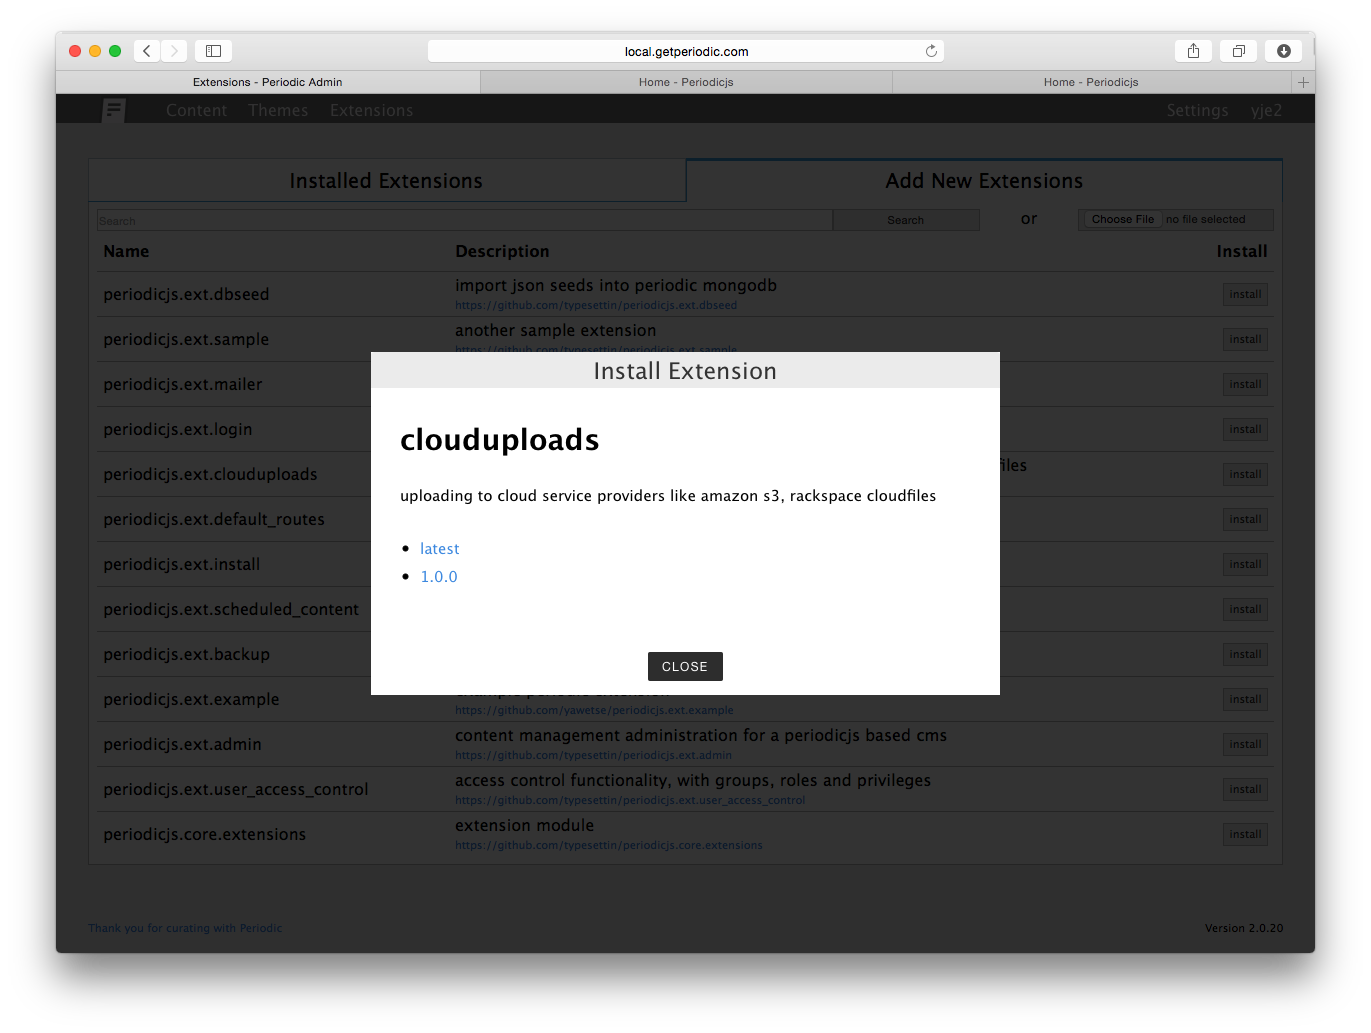 local.getperiodic.com
Extensions - Periodic Admin
Home - Periodicjs
Home - Periodicjs
Content Themes Extensions Settings yje2
Installed Extensions
Add New Extensions
Search Search or Choose File no file selected
Name Description Install
periodicjs.ext.dbseed
import json seeds into periodic mongodb
https://github.com/typesettin/periodicjs.ext.dbseed
install
periodicjs.ext.sample
another sample extension
https://github.com/typesettin/periodicjs.ext.sample
install
Install Extension
clouduploads
uploading to cloud service providers like amazon s3, rackspace cloudfiles
latest
1.0.0
CLOSE
periodicjs.ext.mailer
install
periodicjs.ext.login
install
periodicjs.ext.clouduploads
install
periodicjs.ext.default_routes
install
periodicjs.ext.install
install
periodicjs.ext.scheduled_content
install
periodicjs.ext.backup
install
periodicjs.ext.example
https://github.com/yawetse/periodicjs.ext.example
install
periodicjs.ext.admin
content management administration for a periodicjs based cms
https://github.com/typesettin/periodicjs.ext.admin
install
periodicjs.ext.user_access_control
access control functionality, with groups, roles and privileges
https://github.com/typesettin/periodicjs.ext.user_access_control
install
periodicjs.core.extensions
extension module
https://github.com/typesettin/periodicjs.core.extensions
install
Thank you for curating with Periodic
Version 2.0.20